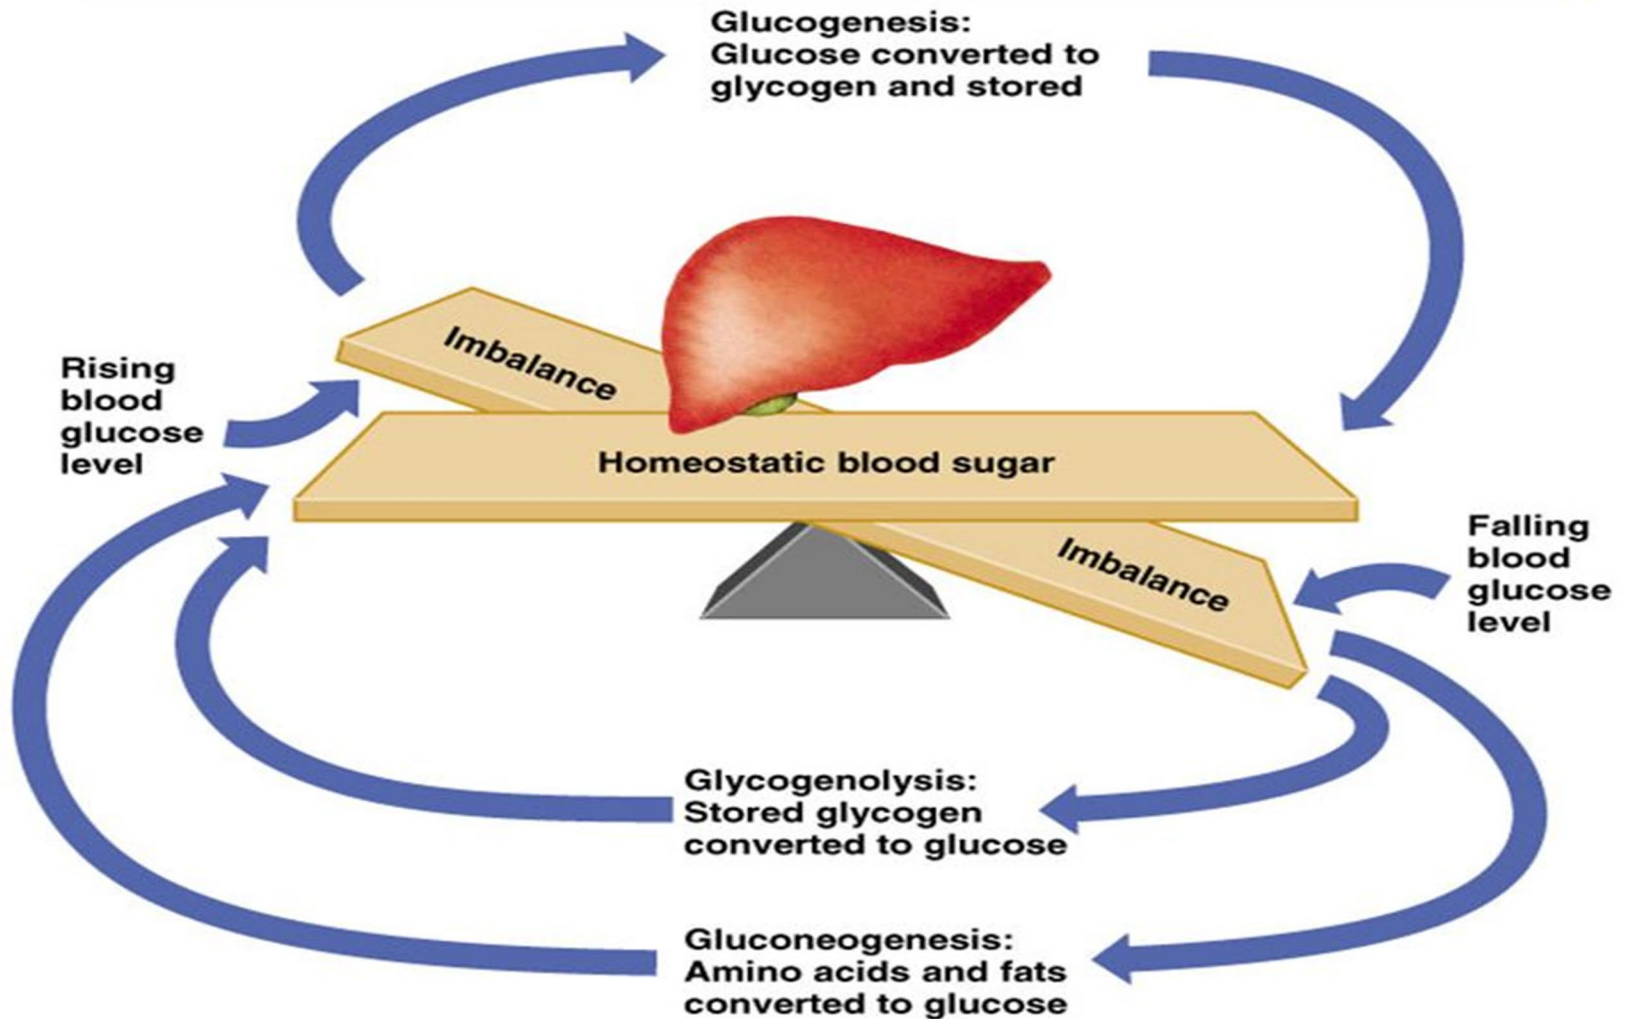 Glucogenesis:
Glucose converted to
glycogen and stored
Imbalance
Rising
blood
glucose
level
Homeostatic blood sugar
Imbalance
Falling
blood
glucose
level
Glycogenolysis:
Stored glycogen
converted to glucose
Gluconeogenesis:
Amino acids and fats
converted to glucose